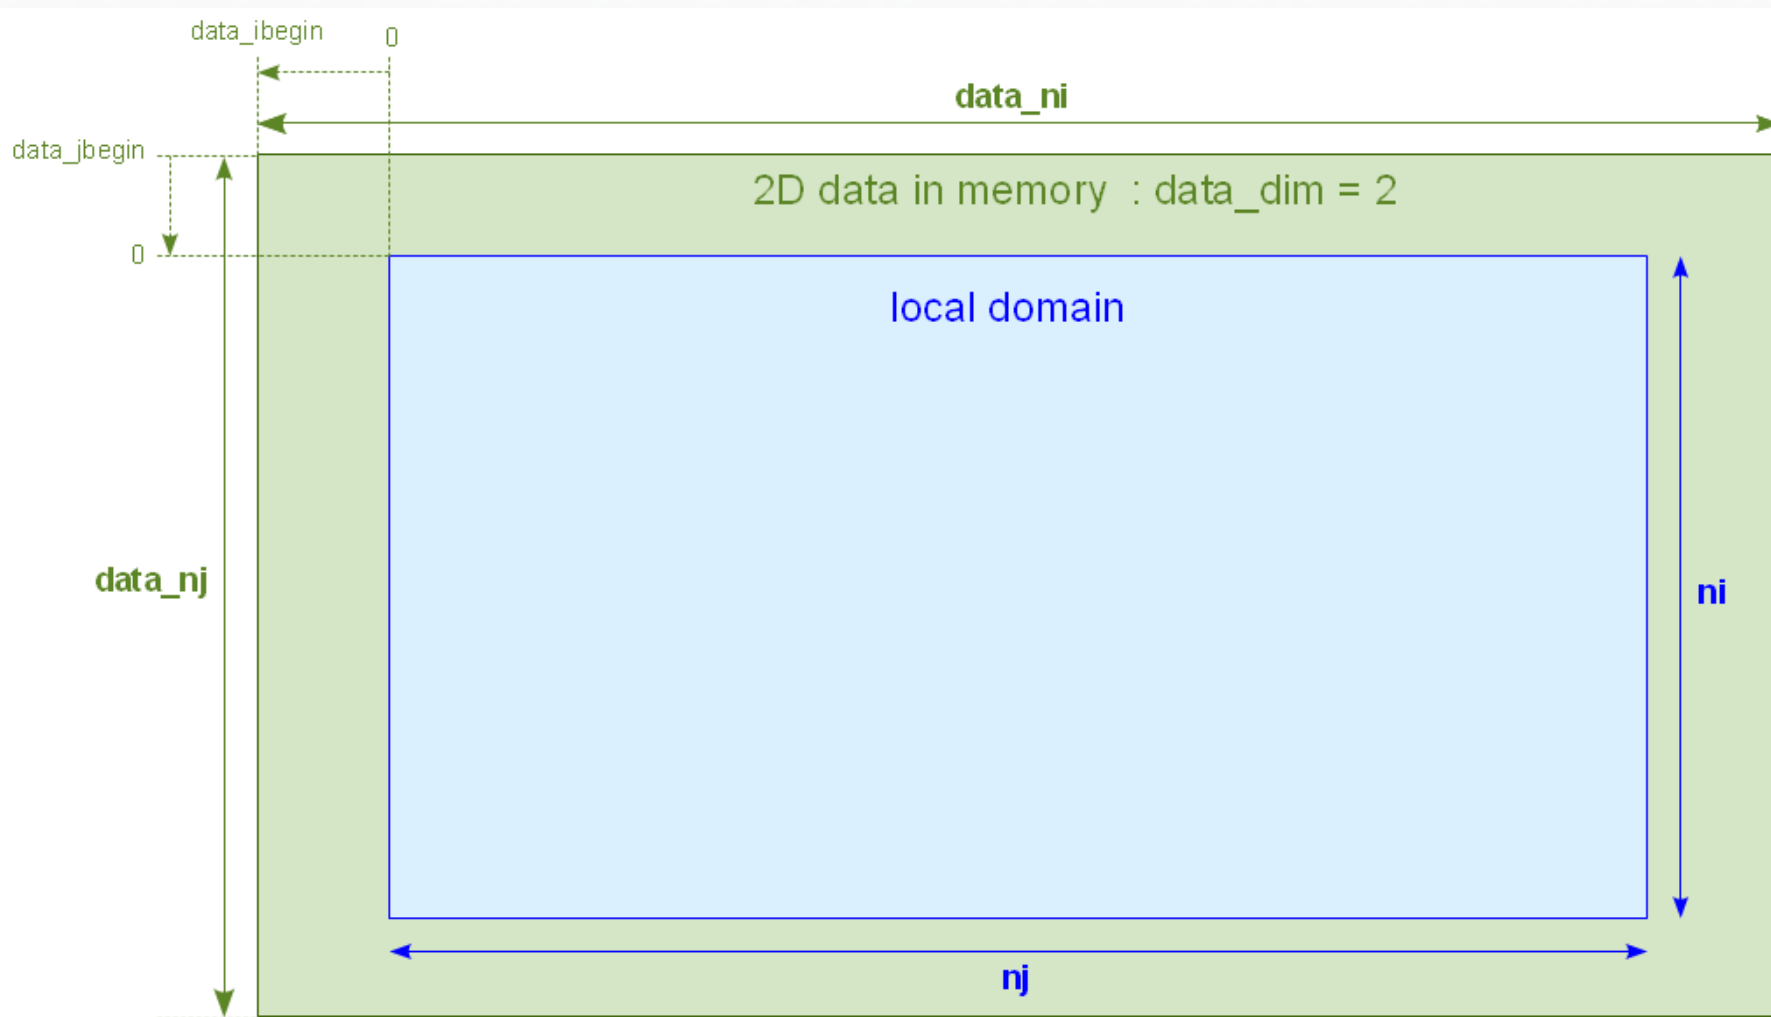 data_ibegin
0
data_ni
data_jbegin
2D data in memory : data_dim = 2
0
local domain
data_nj
ni
nj